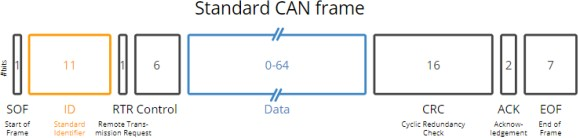 Standard CAN frame
#bits
1
11
1
6
0-64
16
2
7
SOF
ID
RTR Control
Data
CRC
ACK
EOF
Start of
Frame
Standard
Identifier
Remote Trans-
mission Request
Cyclic Redundancy
Check
Acknow-
ledgement
End of
Frame